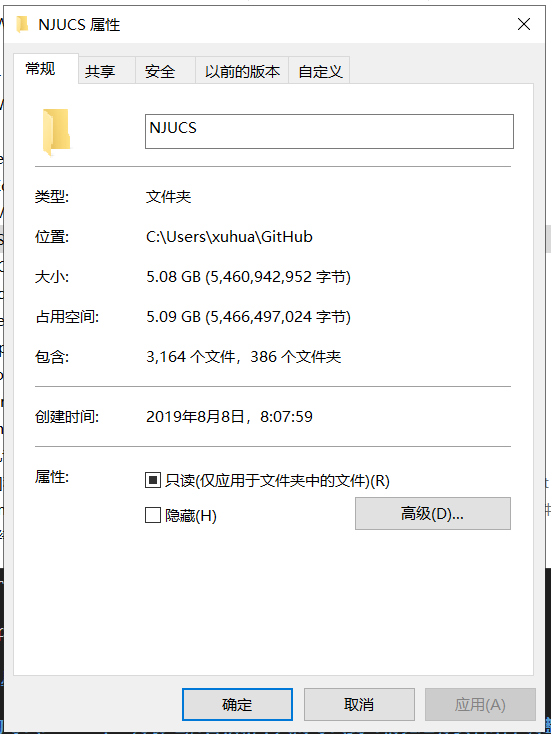 NJUCS 属性
常规 共享 安全 以前的版本 自定义
NJUCS
类型: 文件夹
位置: C:\Users\xuhua\GitHub
大小: 5.08 GB (5,460,942,952 字节)
占用空间: 5.09 GB (5,466,497,024 字节)
包含: 3,164 个文件，386 个文件夹
创建时间: 2019年8月8日，8:07:59
属性: 只读(仅应用于文件夹中的文件)(R)
隐藏(H) 高级(D)...
确定 取消 应用(A)